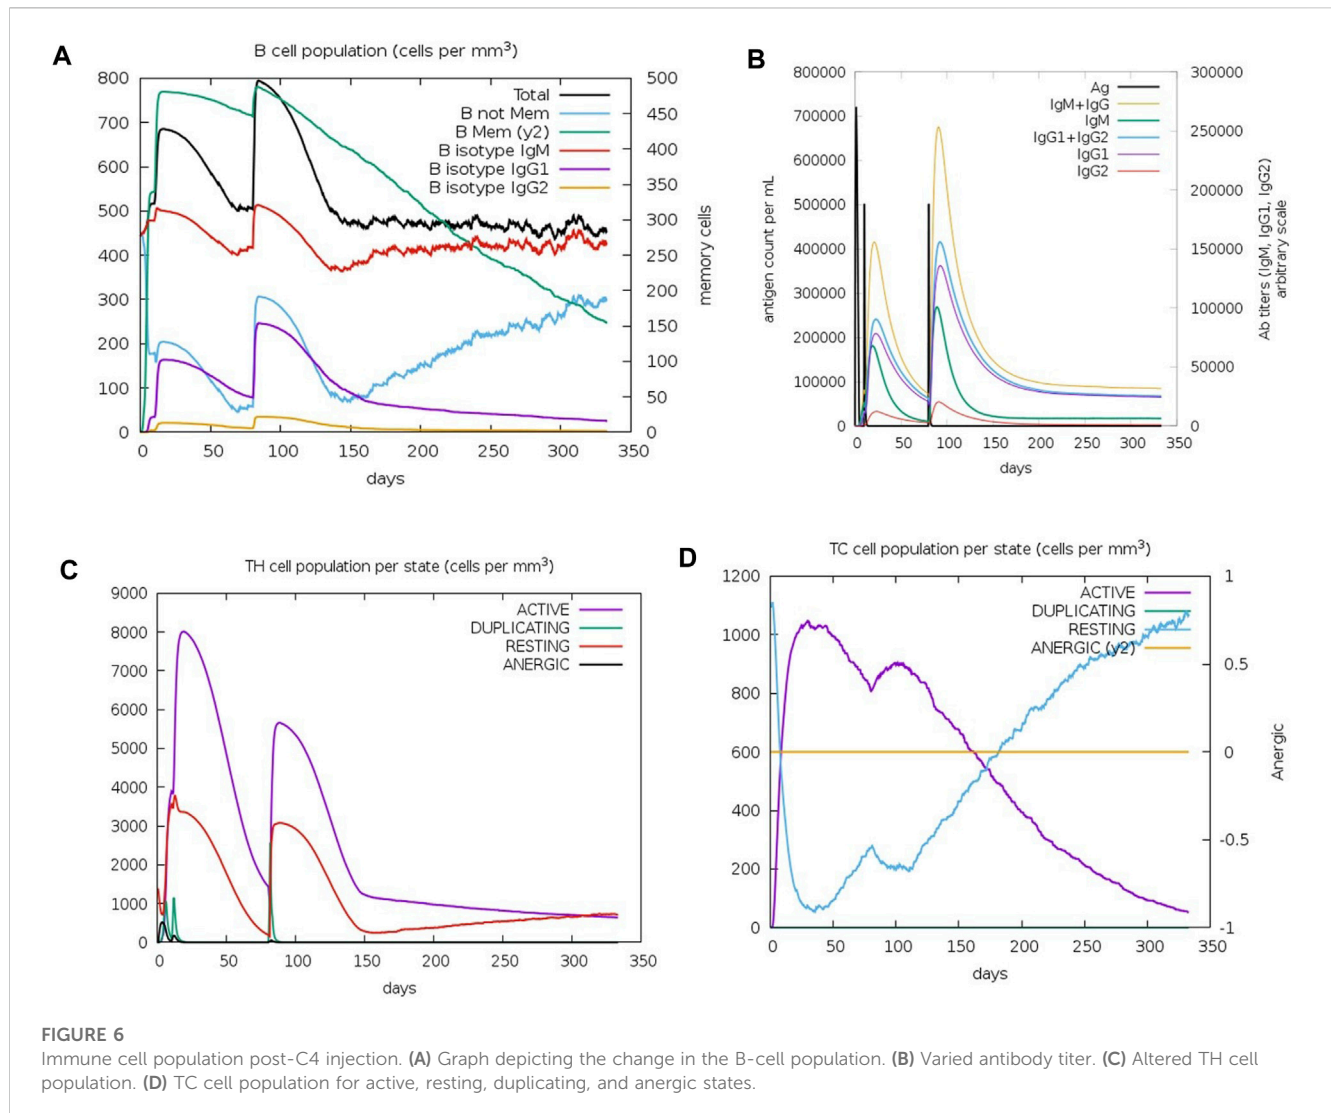 A
B cell population (cells per mm3)
800
700
600
500
400
300
200
100
0
500
450
400
350
300
250
200
150
100
50
0
memory cells
Total
B not Mem
B Mem (y2)
B isotype IgM
B isotype IgG1
B isotype IgG2
0 50 100 150 200 250 300 350
days
B
800000
700000
600000
500000
400000
300000
200000
100000
0
antigen count per mL
300000
250000
200000
150000
100000
50000
0
Ab titers (IgM, IgG1, IgG2)
arbitrary scale
Ag
IgM+IgG
IgM
IgG1+IgG2
IgG1
IgG2
0 50 100 150 200 250 300 350
days
C
TH cell population per state (cells per mm3)
9000
8000
7000
6000
5000
4000
3000
2000
1000
0
ACTIVE
DUPLICATING
RESTING
ANERGIC
0 50 100 150 200 250 300 350
days
D
TC cell population per state (cells per mm3)
1200
1000
800
600
400
200
0
1
0.5
0
-0.5
-1
Anergic
ACTIVE
DUPLICATING
RESTING
ANERGIC (y2)
0 50 100 150 200 250 300 350
days
FIGURE 6
Immune cell population post-C4 injection. (A) Graph depicting the change in the B-cell population. (B) Varied antibody titer. (C) Altered TH cell
population. (D) TC cell population for active, resting, duplicating, and anergic states.